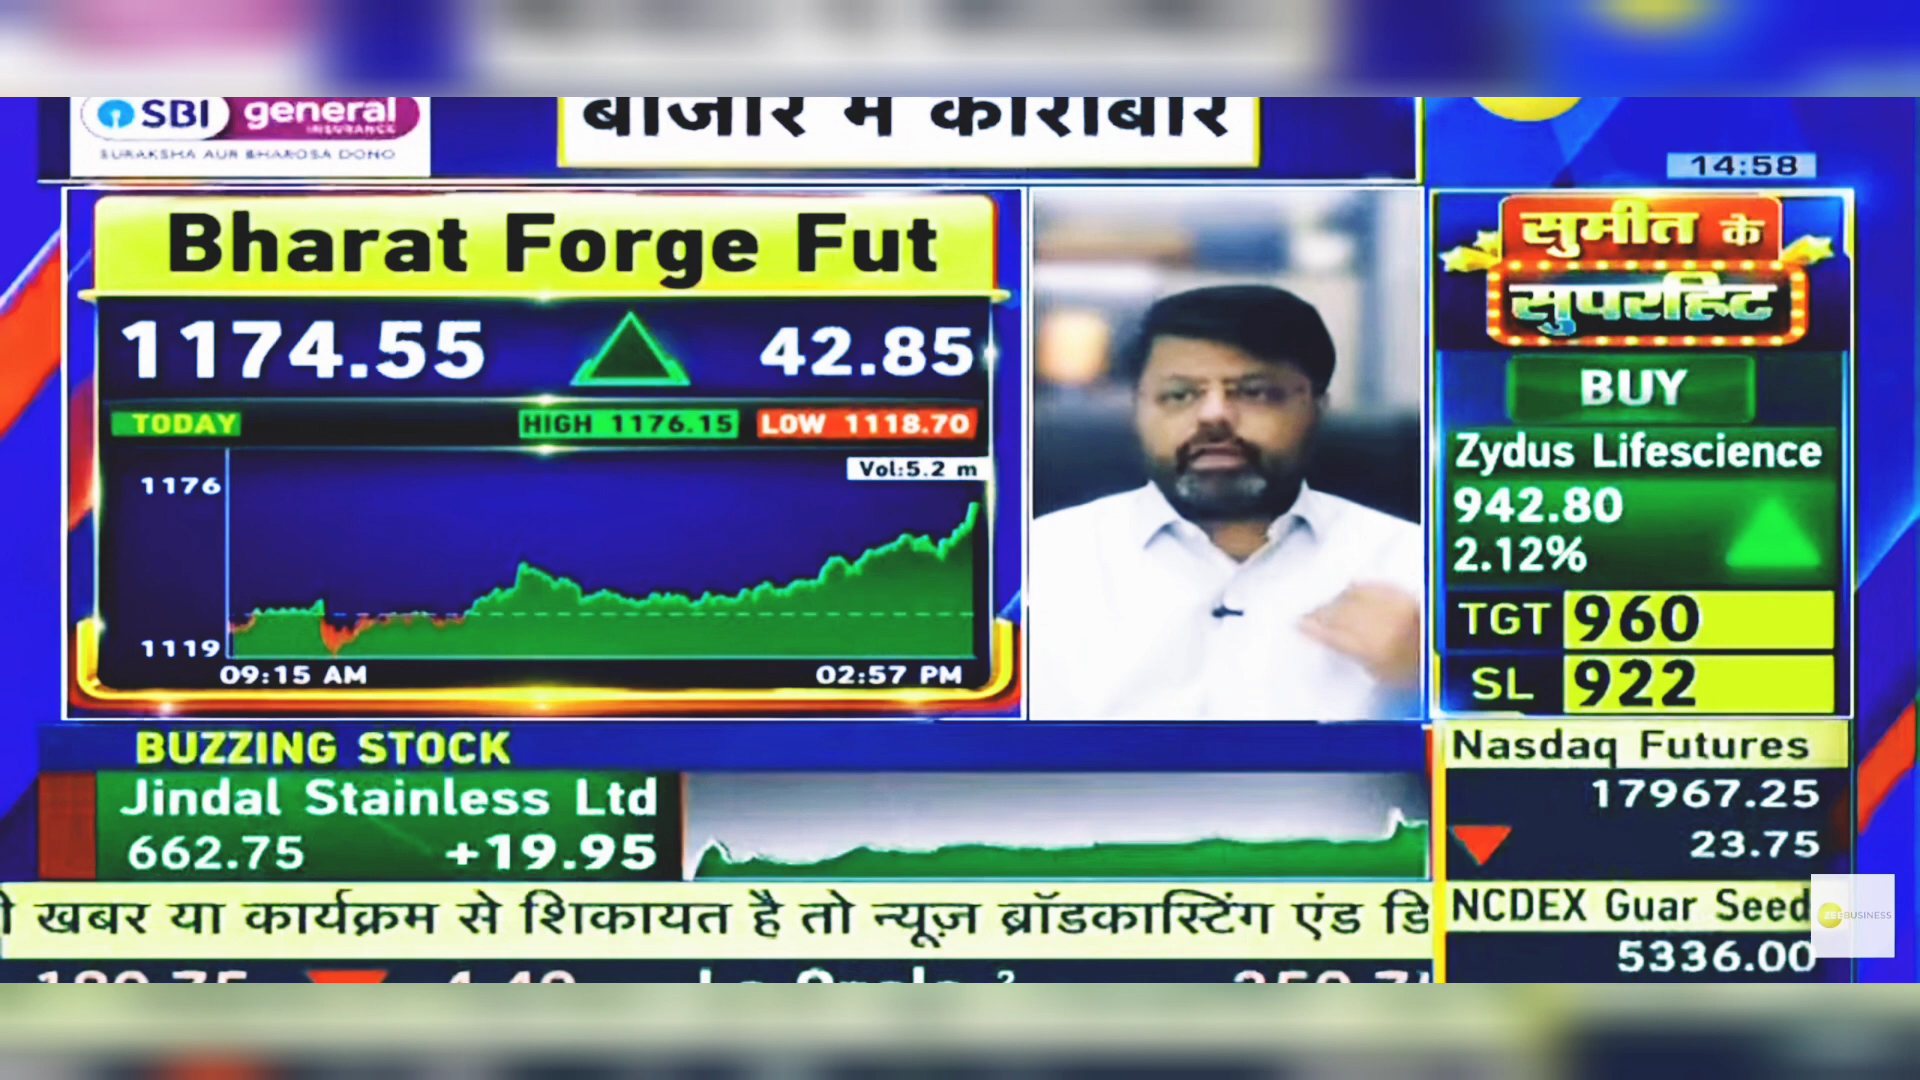 SBI general
INSURANCE
SURAKSHA AUR BHAROSA DONO
बाजार में कारोबार
14:58
Bharat Forge Fut
1174.55 42.85
TODAY HIGH 1176.15 LOW 1118.70
Vol:5.2 m
1176
1119
09:15 AM 02:57 PM
सुमीत के
सुपरहिट
BUY
Zydus Lifescience
942.80
2.12%
TGT 960
SL 922
BUZZING STOCK
Jindal Stainless Ltd
662.75 +19.95
Nasdaq Futures
17967.25
23.75
NCDEX Guar Seed
5336.00
ZEEBUSINESS
खबर या कार्यक्रम से शिकायत है तो न्यूज़ ब्रॉडकास्टिंग एंड